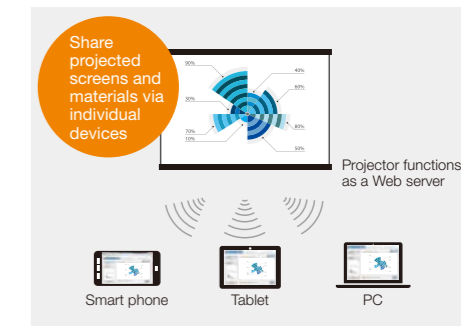 Share
projected
screens and
materials via
individual
devices
90%
40%
60%
30%
80%
70%
10%
50%
Projector functions
as a Web server
Smart phone
Tablet
PC